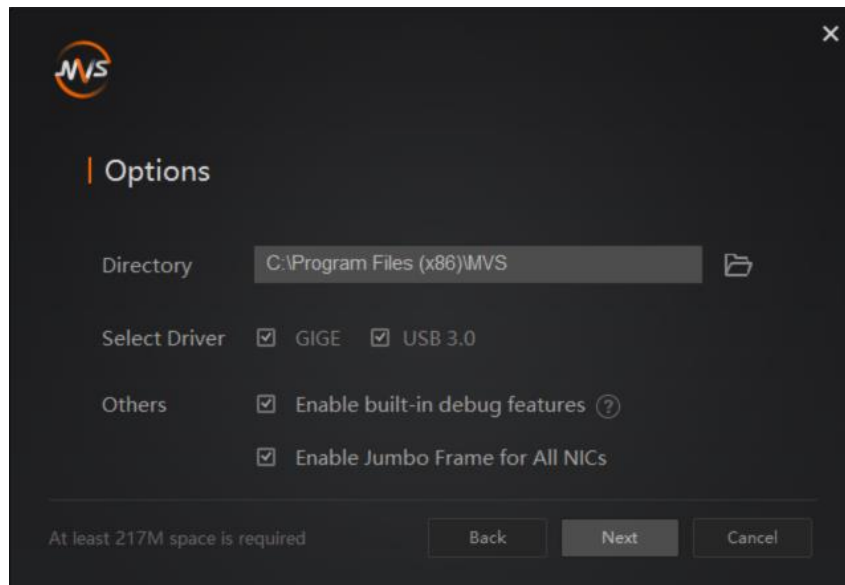 MVS
Options
Directory C:\Program Files (x86)\MVS
Select Driver GIGE USB 3.0
Others Enable built-in debug features ?
Enable Jumbo Frame for All NICs
At least 217M space is required Back Next Cancel